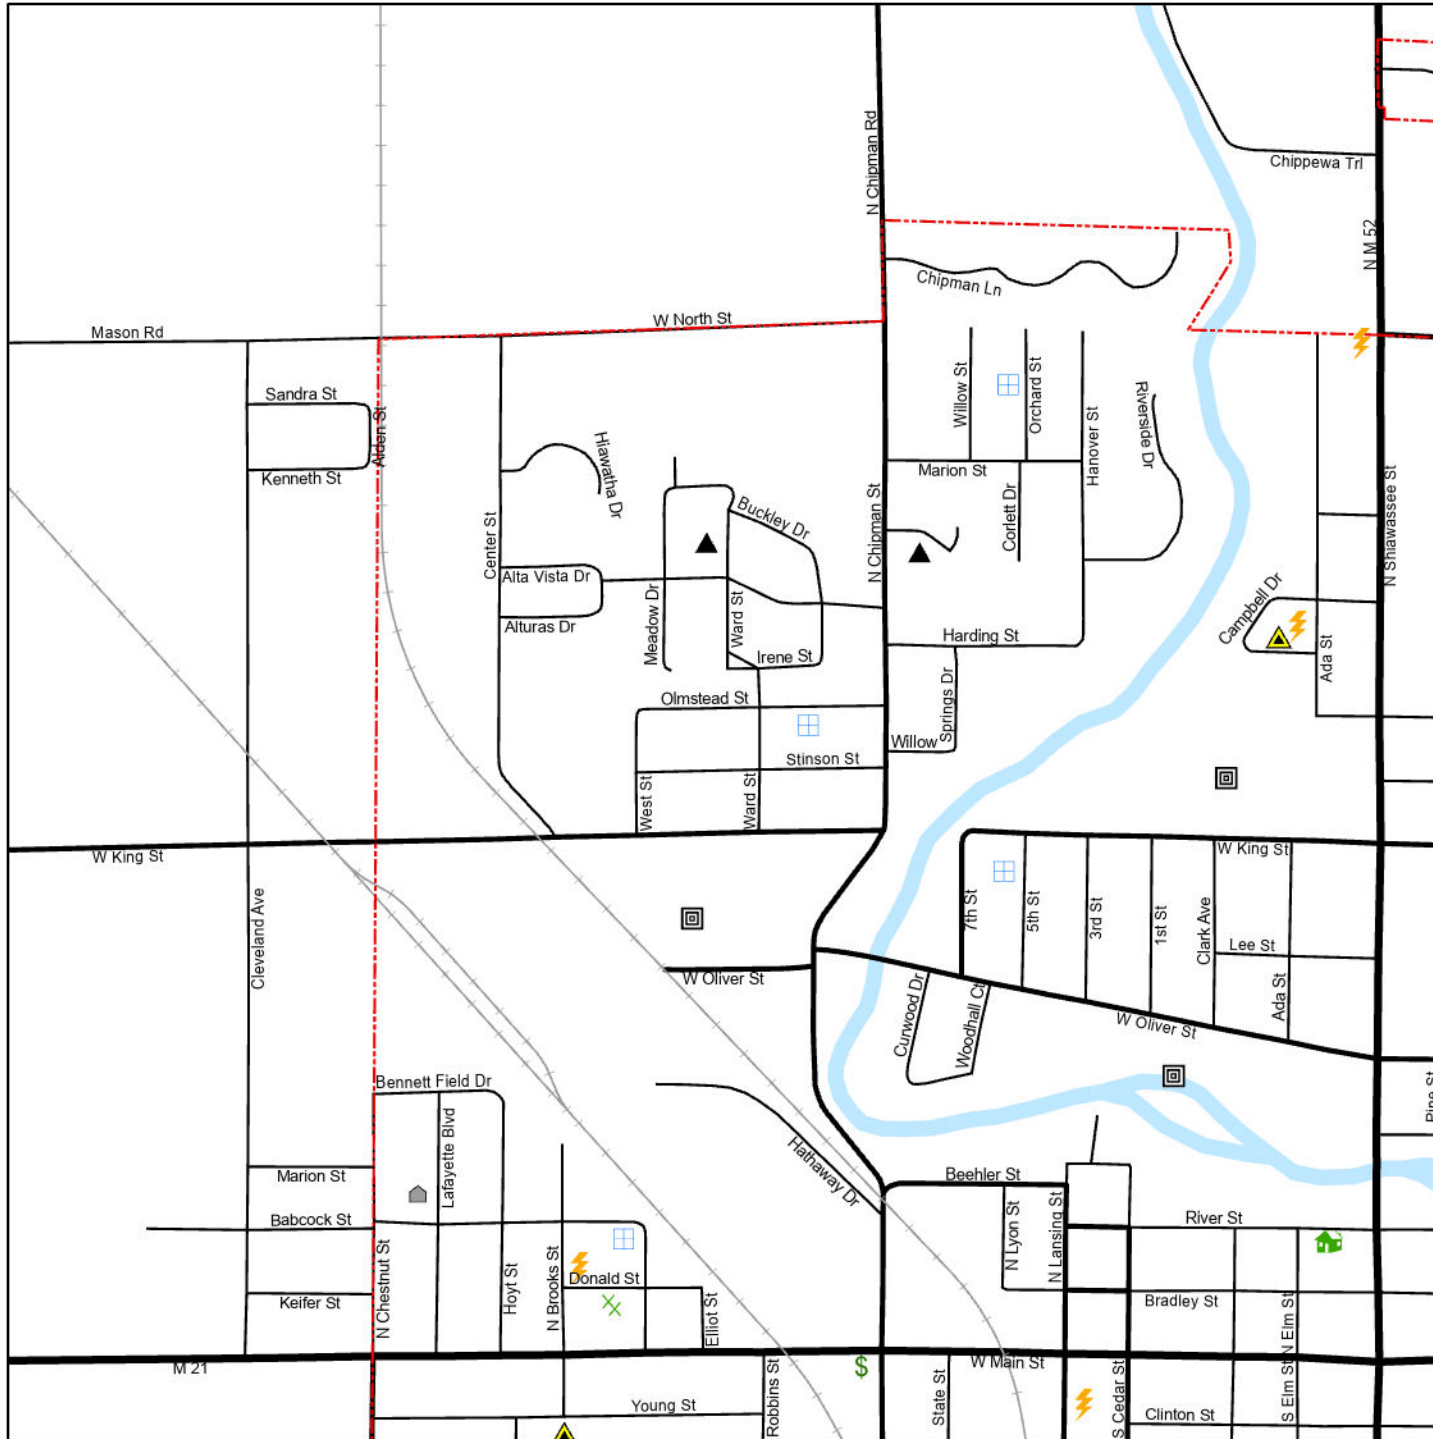 N Chipman Rd
Chippewa Trl
N M 52
Chipman Ln
W North St
Mason Rd
Sandra St
Alden St
Kenneth St
Willow St
Orchard St
Hanover St
Riverside Dr
Hiawatha Dr
Marion St
Corlett Dr
N Chipman St
Buckley Dr
Center St
N Shiawassee St
Alta Vista Dr
Alturas Dr
Meadow Dr
Ward St
Irene St
Harding St
Campbell Dr
Ada St
Olmstead St
Willow
Springs Dr
Stinson St
West St
Ward St
W King St
W King St
Cleveland Ave
7th St
5th St
3rd St
1st St
Clark Ave
Lee St
Ada St
W Oliver St
W Oliver St
Curwood Dr
Woodhall Ct
Bennett Field Dr
Lafayette Blvd
Pine St
Hathaway Dr
Beehler St
Marion St
Babcock St
N Chestnut St
Hoyt St
N Brooks St
Donald St
Elliot St
Keifer St
N Lyon St
N Lansing St
River St
Bradley St
N Elm St
M 21
W Main St
$
Young St
Robbins St
State St
S Cedar St
Clinton St
S Elm St